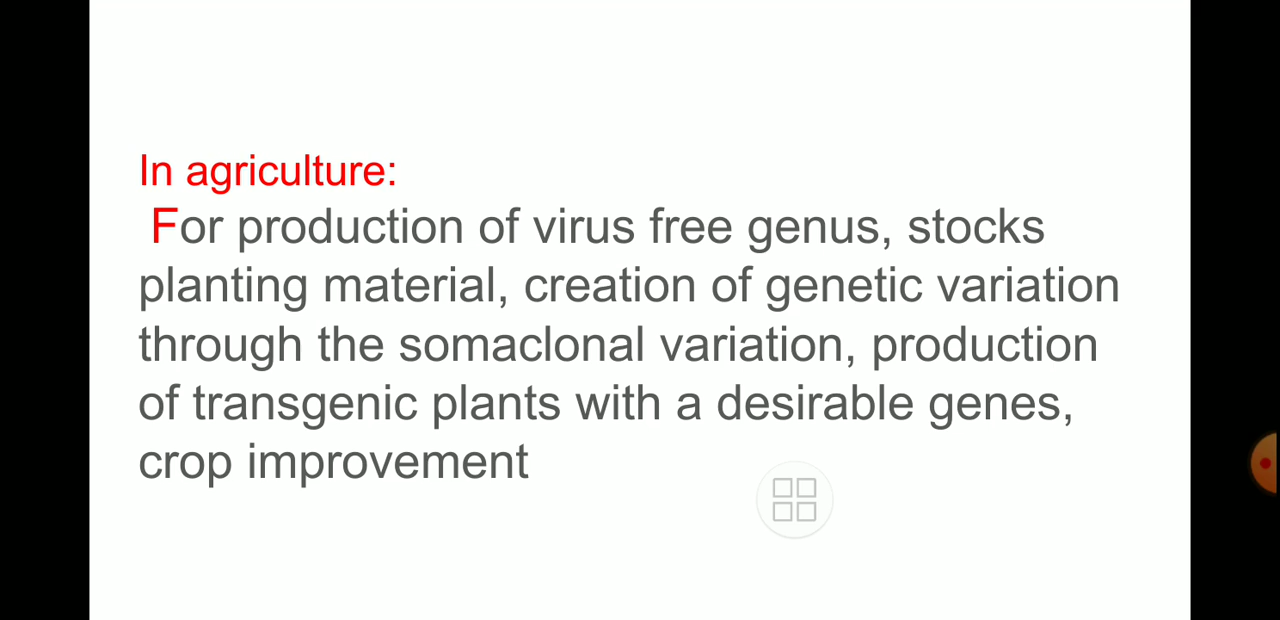 In agriculture:
For production of virus free genus, stocks
planting material, creation of genetic variation
through the somaclonal variation, production
of transgenic plants with a desirable genes,
crop improvement